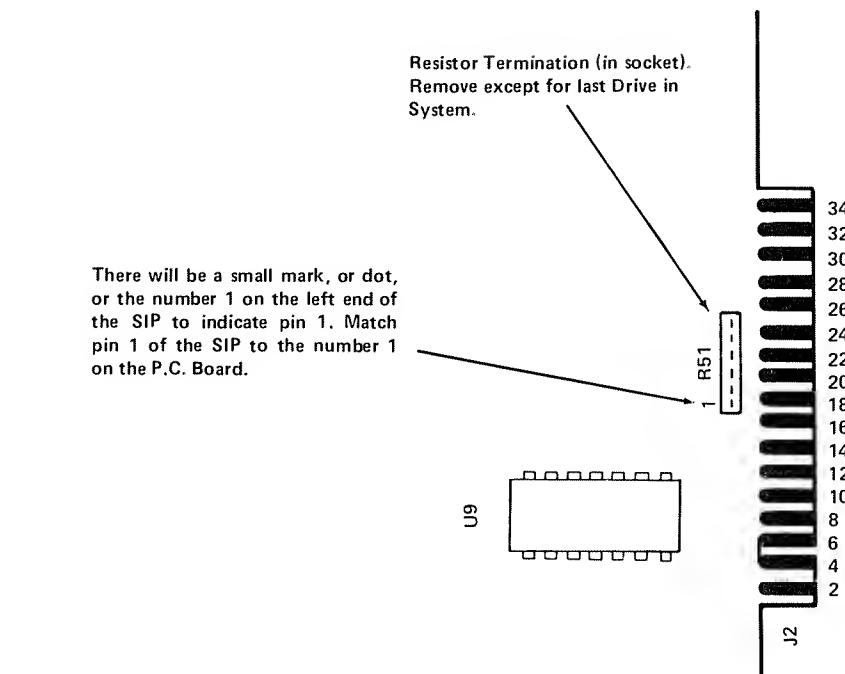 Resistor Termination (in socket).
Remove except for last Drive in
System.
There will be a small mark, or dot,
or the number 1 on the left end of
the SIP to indicate pin 1. Match
pin 1 of the SIP to the number 1
on the P.C. Board.
R51
1
U9
34
32
30
28
26
24
22
20
18
16
14
12
10
8
6
4
2
J2